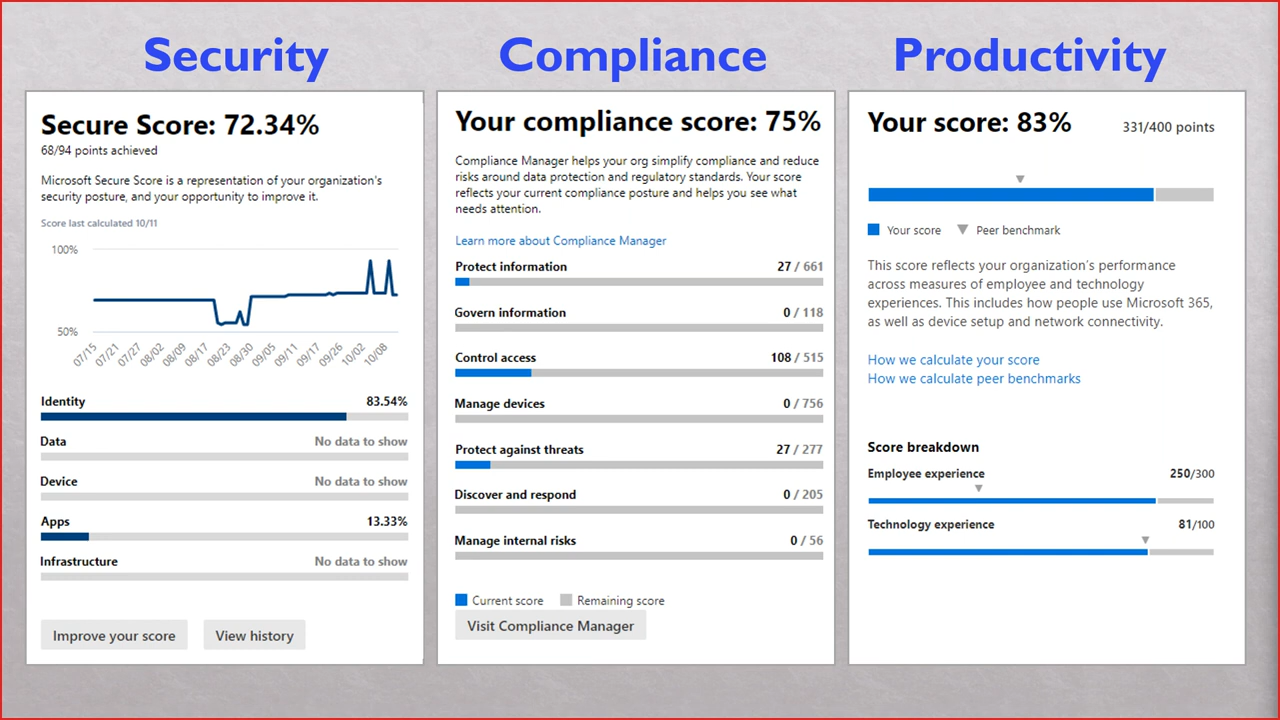 Security
Compliance
Productivity
Secure Score: 72.34%
68/94 points achieved
Microsoft Secure Score is a representation of your organization's
security posture, and your opportunity to improve it.
Score last calculated 10/11
100%
50%
07/15
07/21
07/27
08/02
08/09
08/17
08/23
08/30
09/05
09/11
09/17
09/26
10/02
10/08
Identity 83.54%
Data No data to show
Device No data to show
Apps 13.33%
Infrastructure No data to show
Improve your score View history
Your compliance score: 75%
Compliance Manager helps your org simplify compliance and reduce
risks around data protection and regulatory standards. Your score
reflects your current compliance posture and helps you see what
needs attention.
Learn more about Compliance Manager
Protect information 27 / 661
Govern information 0 / 118
Control access 108 / 515
Manage devices 0 / 756
Protect against threats 27 / 277
Discover and respond 0 / 205
Manage internal risks 0 / 56
Current score Remaining score
Visit Compliance Manager
Your score: 83% 331/400 points
Your score Peer benchmark
This score reflects your organization's performance
across measures of employee and technology
experiences. This includes how people use Microsoft 365,
as well as device setup and network connectivity.
How we calculate your score
How we calculate peer benchmarks
Score breakdown
Employee experience 250/300
Technology experience 81/100